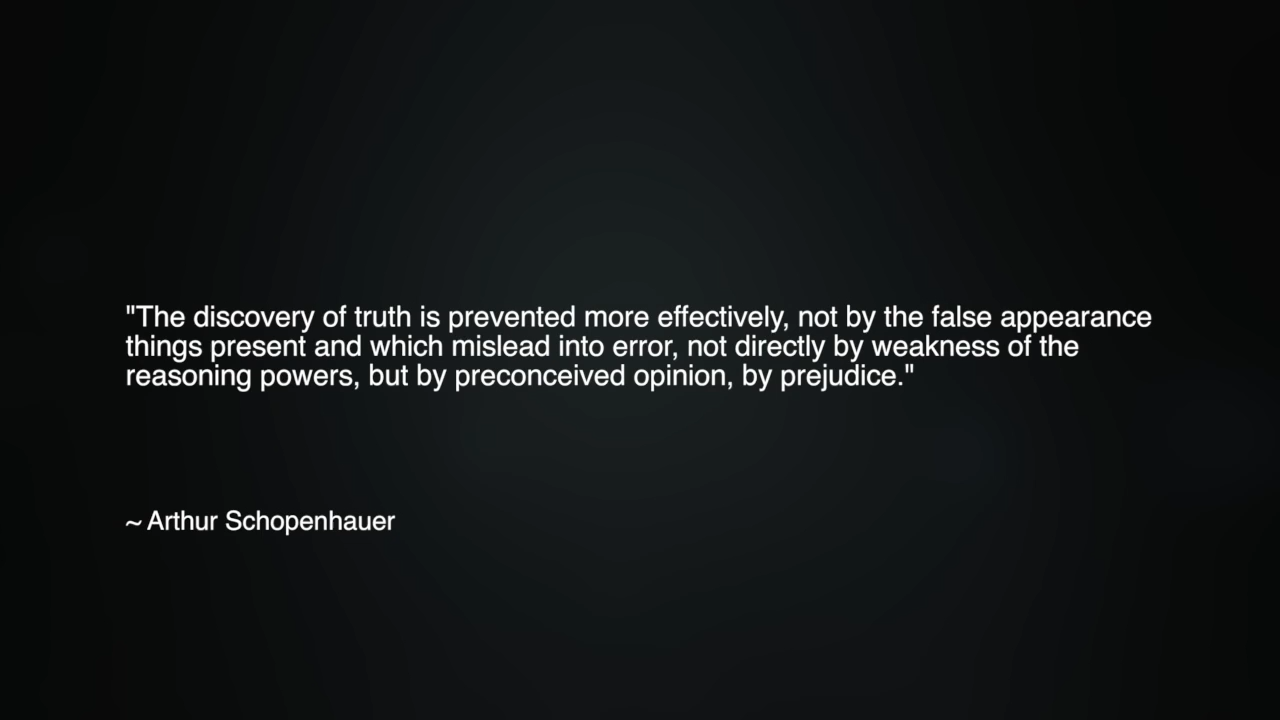 "The discovery of truth is prevented more effectively, not by the false appearance
things present and which mislead into error, not directly by weakness of the
reasoning powers, but by preconceived opinion, by prejudice."
~ Arthur Schopenhauer